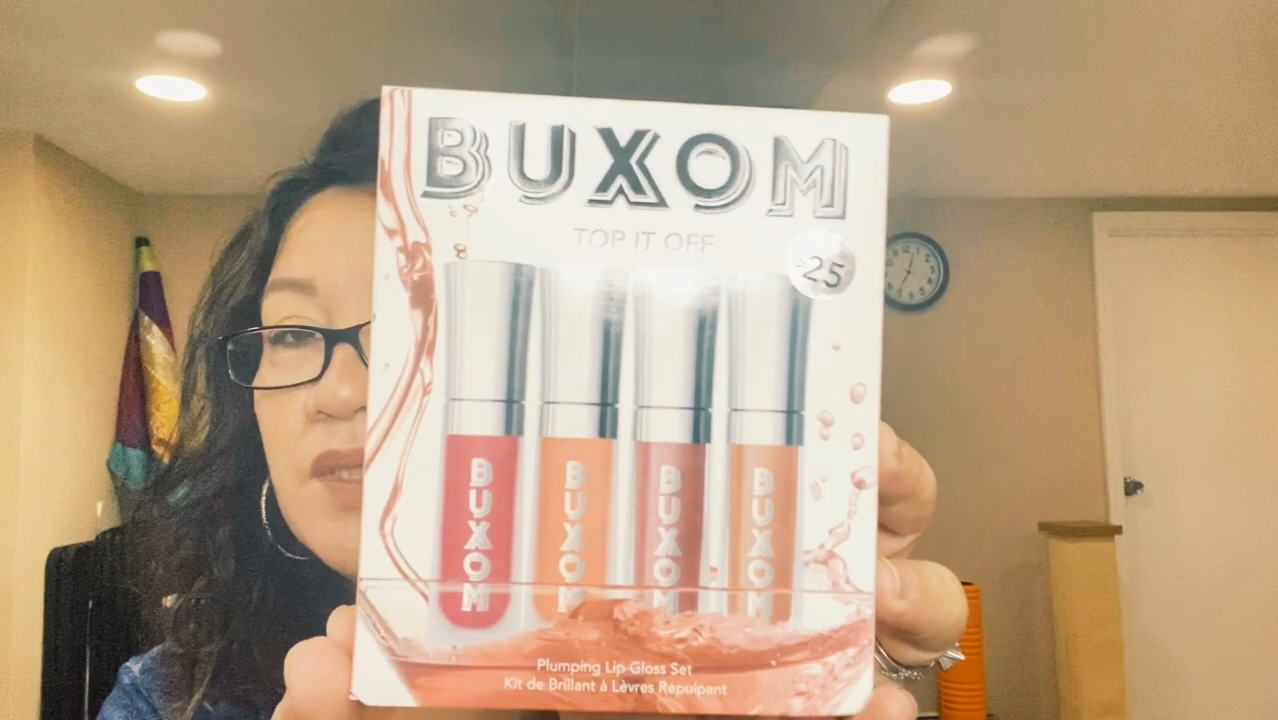 BUXOM
TOP IT OFF
$25
BUXOM
BUXOM
BUXOM
BUXOM
Plumping Lip Gloss Set
Kit de Brillant à Lèvres Repulpant